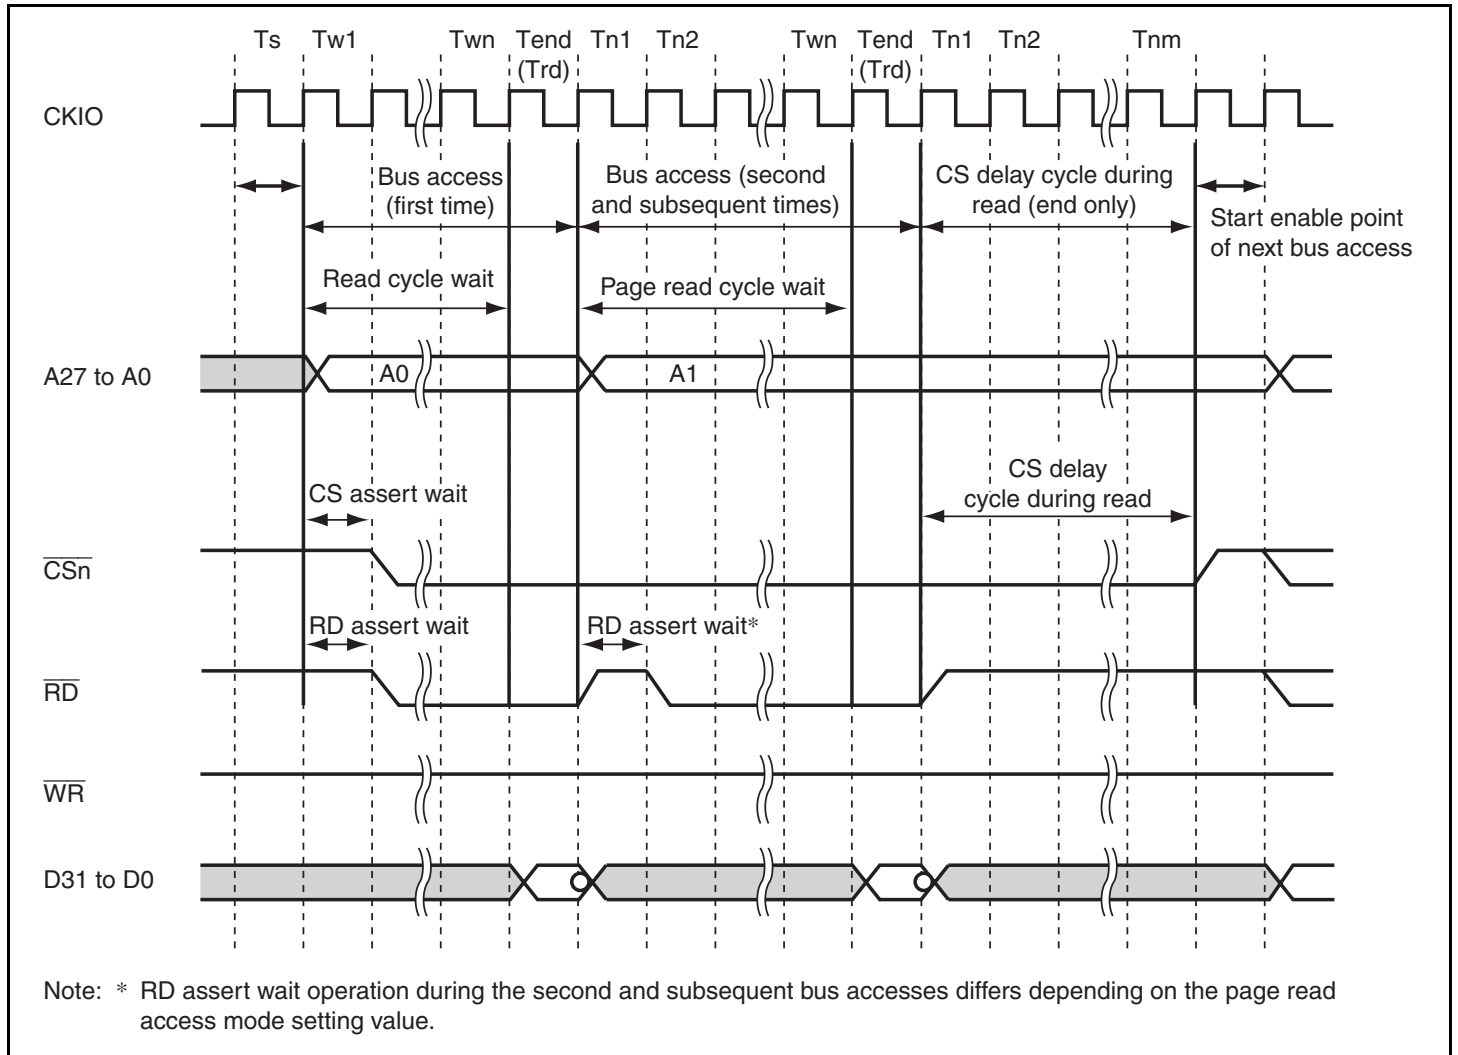 Ts Tw1 Twn Tend Tn1 Tn2 Twn Tend Tn1 Tn2 Tnm
(Trd) (Trd)
CKIO
Bus access
(first time)
Bus access (second
and subsequent times)
CS delay cycle during
read (end only)
Start enable point
of next bus access
Read cycle wait
Page read cycle wait
A27 to A0
A0
A1
CS delay
cycle during read
CS assert wait
CSn
RD assert wait
RD assert wait*
RD
WR
D31 to D0
Note: * RD assert wait operation during the second and subsequent bus accesses differs depending on the page read
access mode setting value.